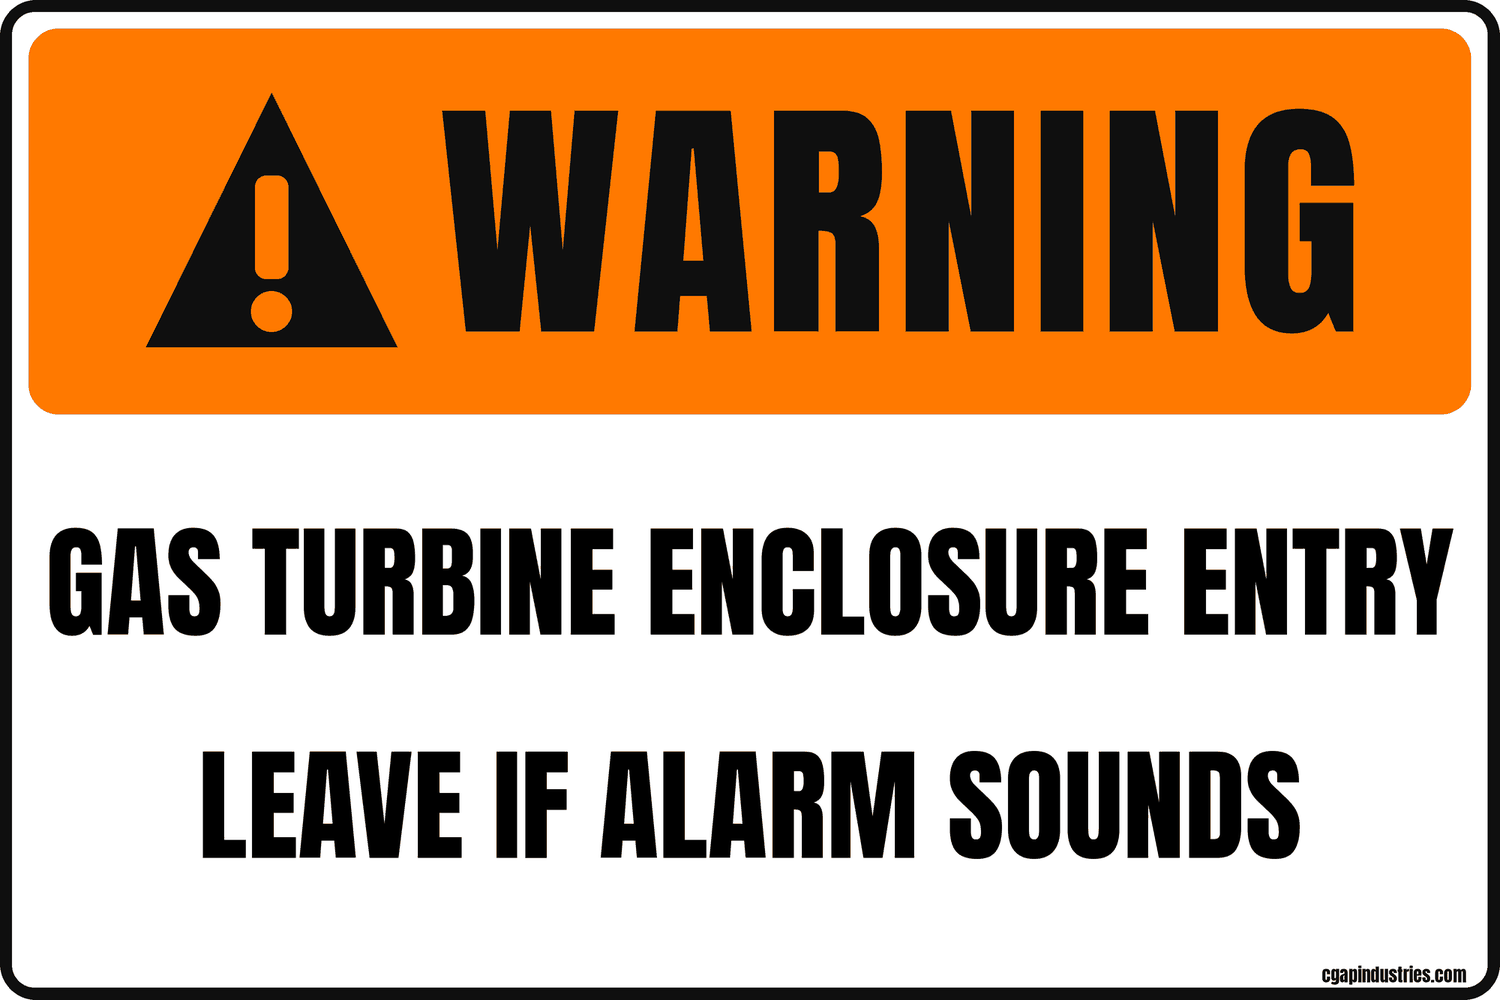 WARNING
GAS TURBINE ENCLOSURE ENTRY
LEAVE IF ALARM SOUNDS
cgapindustries.com